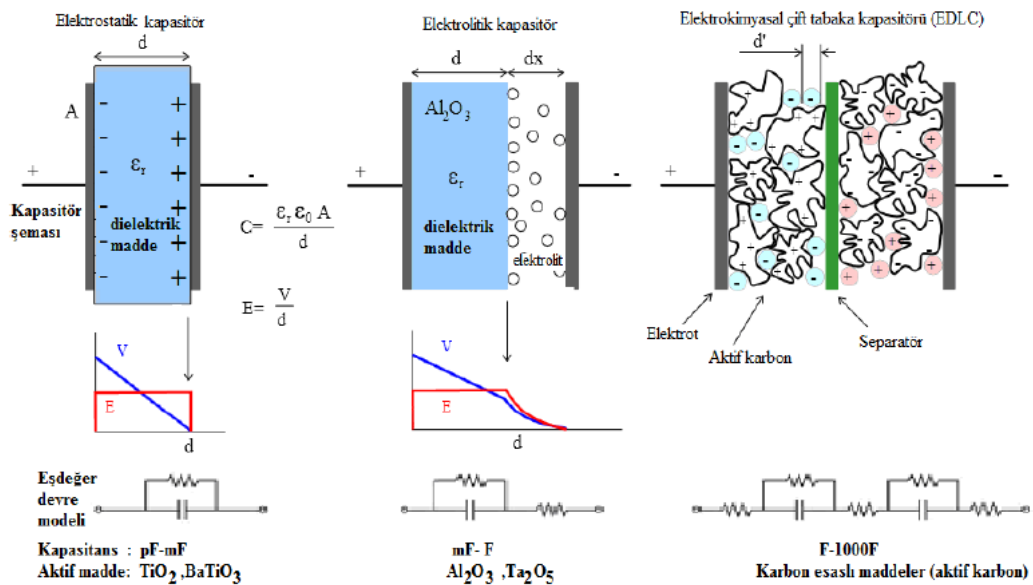 Elektrostatik kapasitör
d
A
- +
- +
- +
- +
- +
- +
- +
εr
dielektrik
madde
+
-
Kapasitör
şeması
C= εr ε0 A / d
E= V / d
V
E
d
Elektrolitik kapasitör
d
dx
Al2O3
εr
dielektrik
madde
elektrolit
+
-
V
E
d
Elektrokimyasal çift tabaka kapasitörü (EDLC)
d'
+
-
Elektrot
Aktif karbon
Separatör
Eşdeğer
devre
modeli
Kapasitans : pF-mF
mF- F
F-1000F
Aktif madde: TiO2 ,BaTiO3
Al2O3 ,Ta2O5
Karbon esaslı maddeler (aktif karbon)